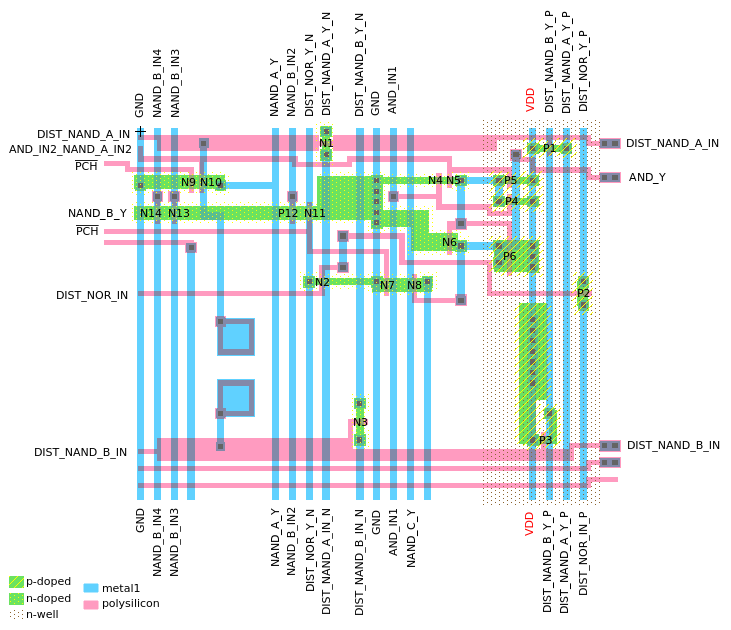 GND
NAND_B_IN4
NAND_B_IN3
NAND_A_Y
NAND_B_IN2
DIST_NOR_Y_N
DIST_NAND_A_Y_N
DIST_NAND_B_Y_N
GND
AND_IN1
VDD
DIST_NAND_B_Y_P
DIST_NAND_A_Y_P
DIST_NOR_Y_P
DIST_NAND_A_IN
N1
P1
DIST_NAND_A_IN
AND_IN2 NAND_A_IN2
PCH
N9 N10
N4 N5
P5
AND_Y
P4
NAND_B_Y
N14 N13
P12 N11
PCH
N6
P6
DIST_NOR_IN
N2
N7
N8
P2
N3
P3
DIST_NAND_B_IN
DIST_NAND_B_IN
GND
NAND_B_IN4
NAND_B_IN3
NAND_A_Y
NAND_B_IN2
DIST_NOR_Y_N
DIST_NAND_A_IN_N
DIST_NAND_B_IN_N
GND
AND_IN1
NAND_C_Y
VDD
DIST_NAND_B_Y_P
DIST_NAND_A_Y_P
DIST_NOR_IN_P
p-doped
n-doped
n-well
metal1
polysilicon